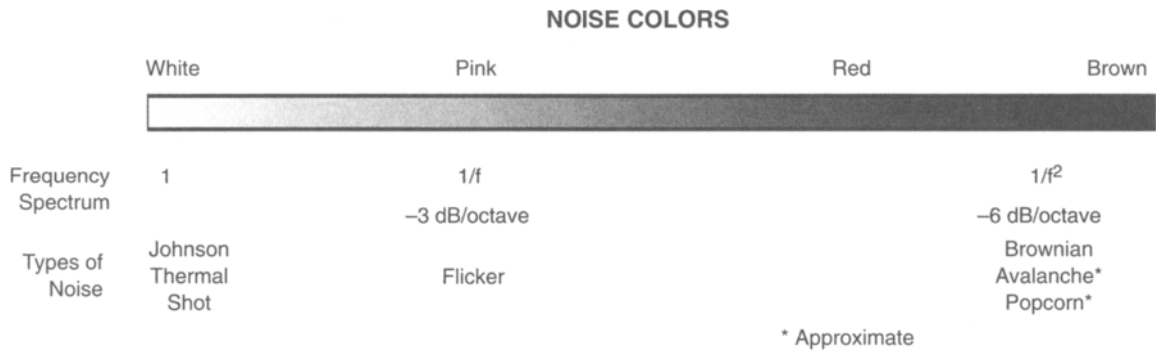 NOISE COLORS
White Pink Red Brown
Frequency Spectrum
1 1/f 1/f²
–3 dB/octave –6 dB/octave
Types of Noise
Johnson
Thermal
Shot
Flicker
Brownian
Avalanche*
Popcorn*
* Approximate